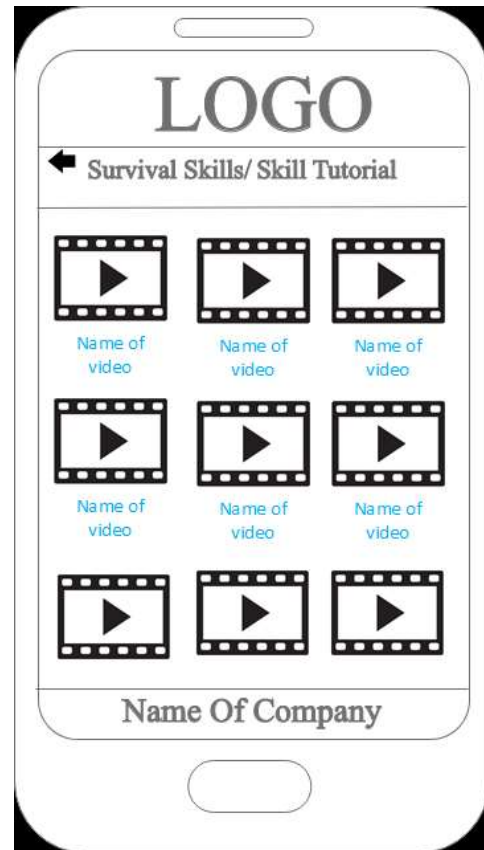 LOGO
Survival Skills/ Skill Tutorial
Name of
video
Name of
video
Name of
video
Name of
video
Name of
video
Name of
video
Name Of Company